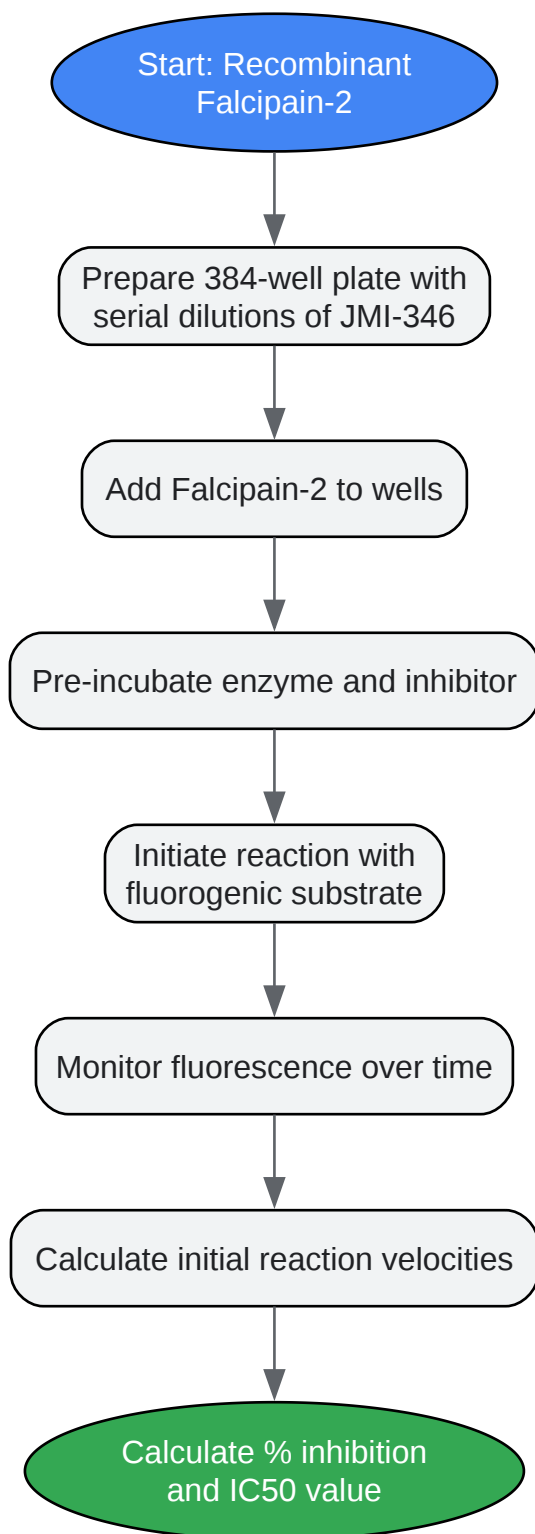 Start: Recombinant
Falcipain-2
Prepare 384-well plate with
serial dilutions of JMI-346
Add Falcipain-2 to wells
Pre-incubate enzyme and inhibitor
Initiate reaction with
fluorogenic substrate
Monitor fluorescence over time
Calculate initial reaction velocities
Calculate % inhibition
and IC50 value